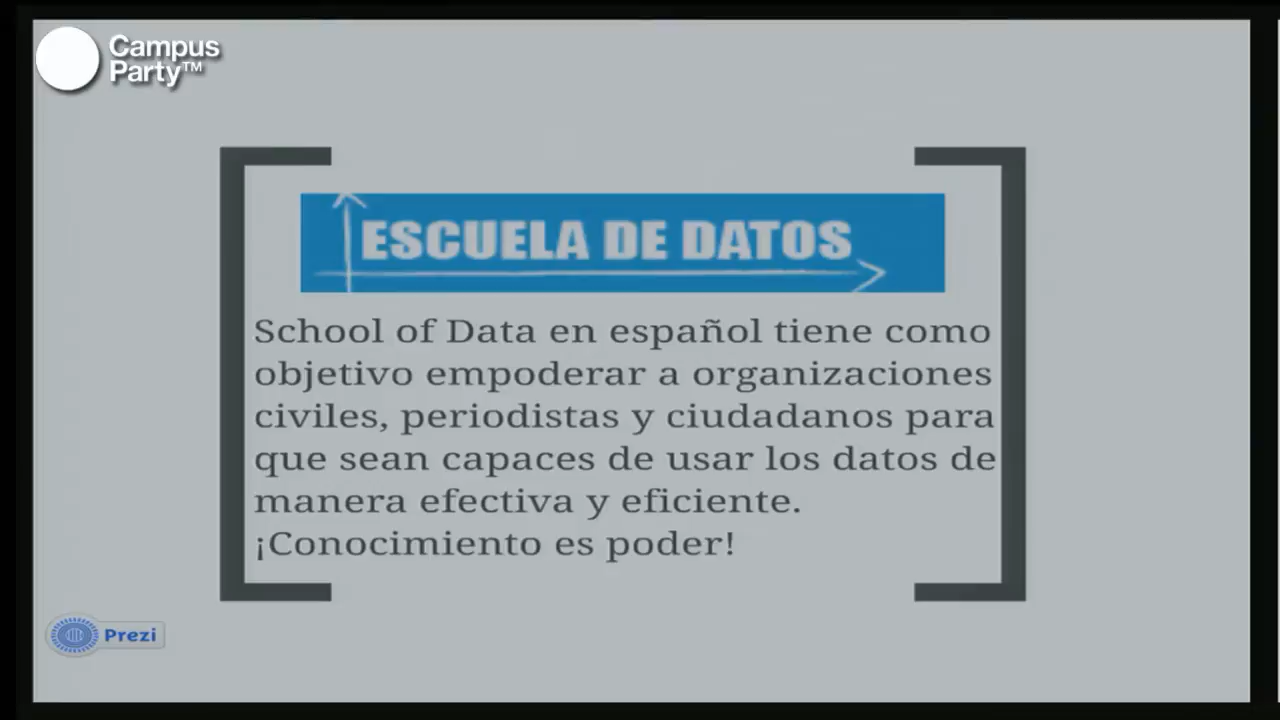 Campus
Party™
ESCUELA DE DATOS
School of Data en español tiene como
objetivo empoderar a organizaciones
civiles, periodistas y ciudadanos para
que sean capaces de usar los datos de
manera efectiva y eficiente.
¡Conocimiento es poder!
Prezi